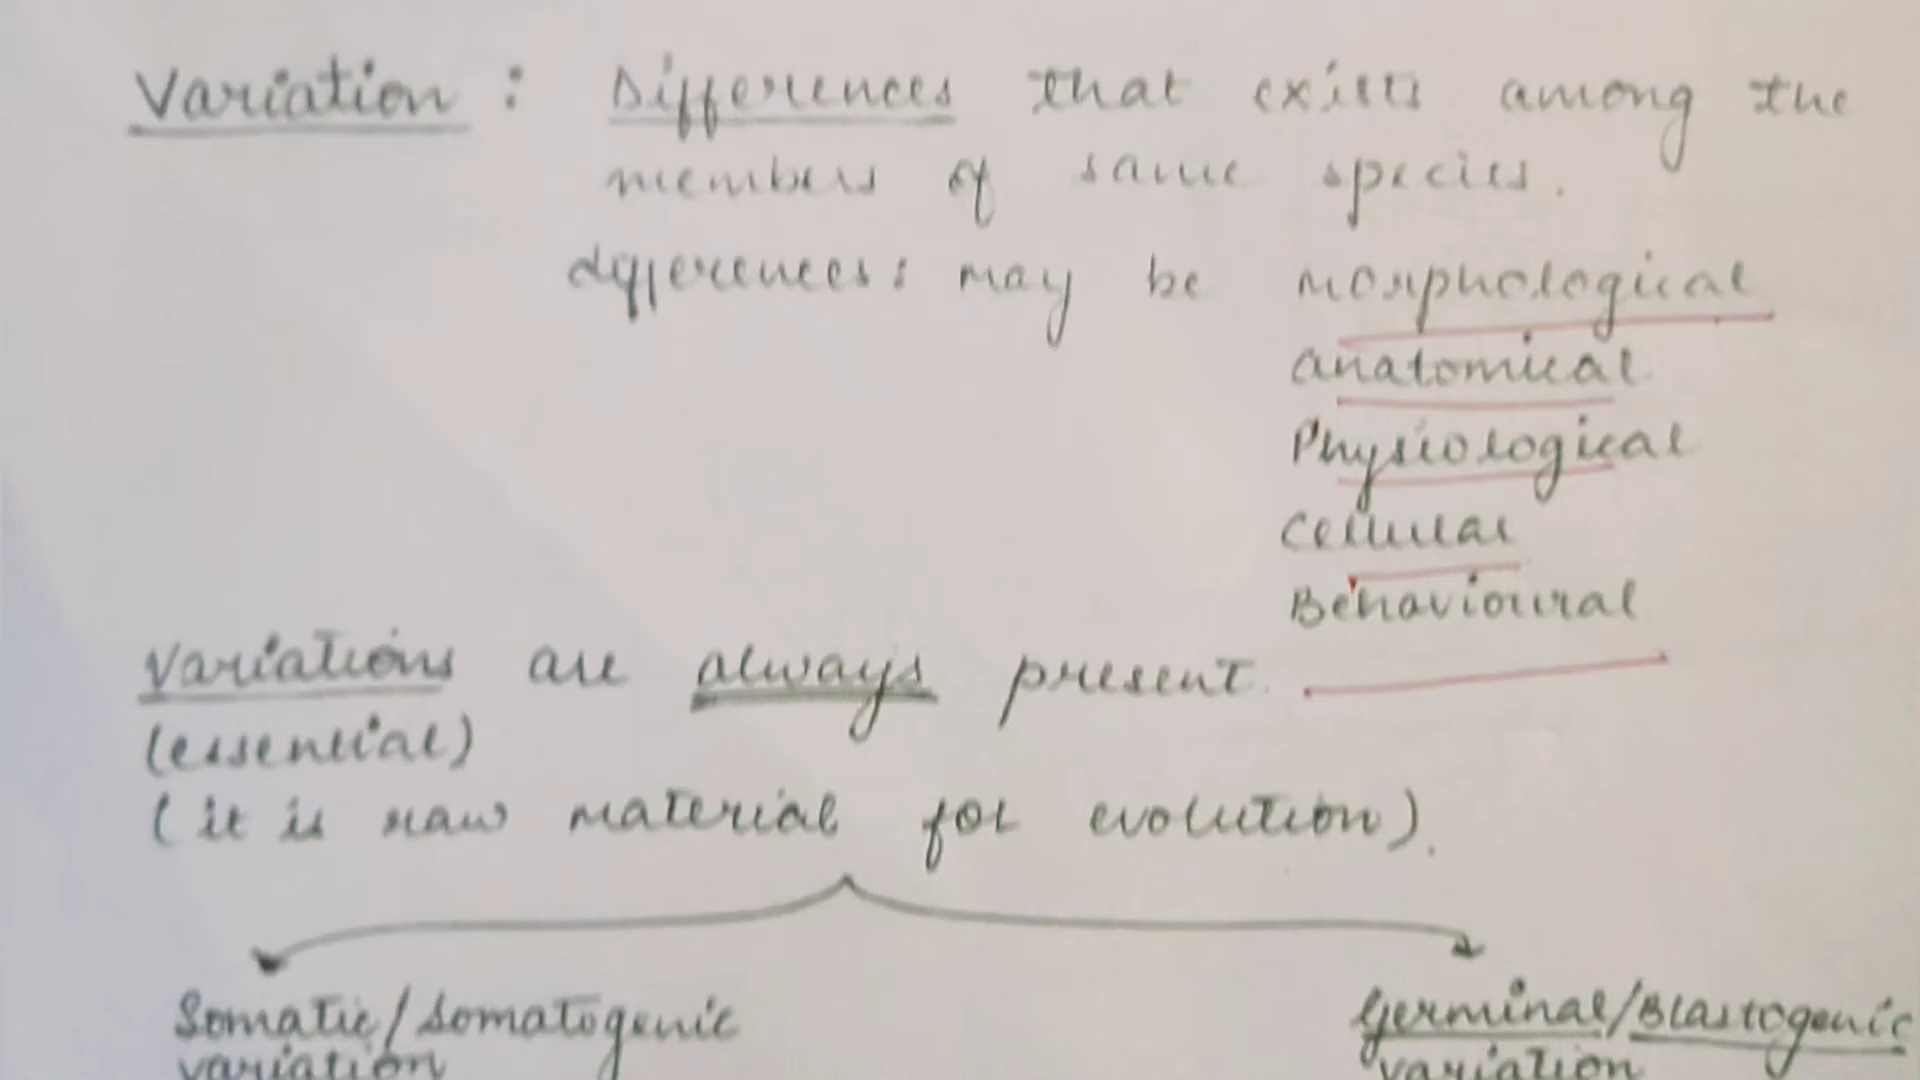 Variation : Differences that exists among the
members of same species.
differences: may be morphological
anatomical
Physiological
Cellular
Behavioural
Variations are always present.
(essential)
(it is raw material for evolution).
Somatic/somatogenic
variation
Germinal/Blastogenic
variation